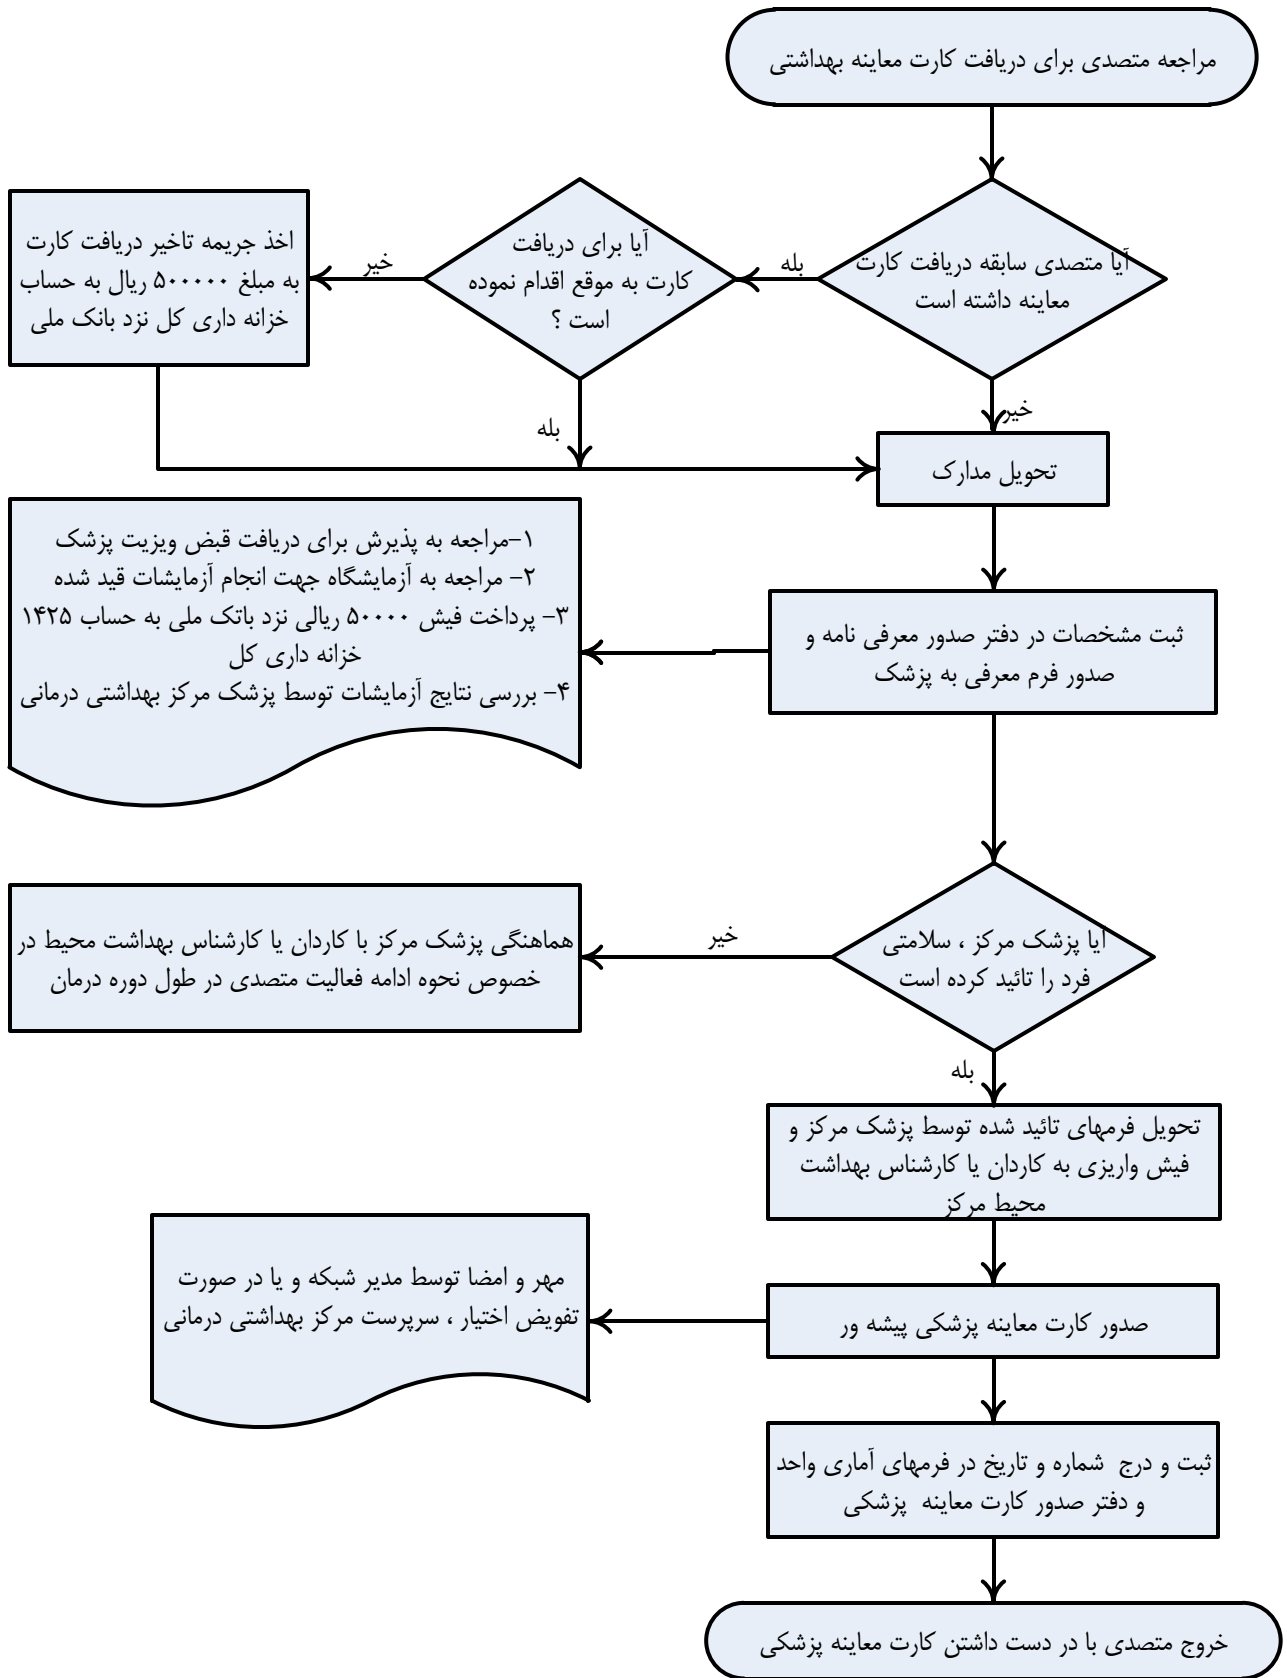 مراجعه متصدی برای دریافت کارت معاینه بهداشتی
آیا متصدی سابقه دریافت کارت
معاینه داشته است
بله
آیا برای دریافت
کارت به موقع اقدام نموده
است ؟
خیر
اخذ جریمه تاخیر دریافت کارت
به مبلغ ۵۰۰۰۰۰ ریال به حساب
خزانه داری کل نزد بانک ملی
بله
خیر
تحویل مدارک
ثبت مشخصات در دفتر صدور معرفی نامه و
صدور فرم معرفی به پزشک
۱-مراجعه به پذیرش برای دریافت قبض ویزیت پزشک
۲- مراجعه به آزمایشگاه جهت انجام آزمایشات قید شده
۳- پرداخت فیش ۵۰۰۰۰ ریالی نزد باتک ملی به حساب ۱۴۲۵
خزانه داری کل
۴- بررسی نتایج آزمایشات توسط پزشک مرکز بهداشتی درمانی
آیا پزشک مرکز ، سلامتی
فرد را تائید کرده است
خیر
هماهنگی پزشک مرکز با کاردان یا کارشناس بهداشت محیط در
خصوص نحوه ادامه فعالیت متصدی در طول دوره درمان
بله
تحویل فرمهای تائید شده توسط پزشک مرکز و
فیش واریزی به کاردان یا کارشناس بهداشت
محیط مرکز
صدور کارت معاینه پزشکی پیشه ور
مهر و امضا توسط مدیر شبکه و یا در صورت
تفویض اختیار ، سرپرست مرکز بهداشتی درمانی
ثبت و درج شماره و تاریخ در فرمهای آماری واحد
و دفتر صدور کارت معاینه پزشکی
خروج متصدی با در دست داشتن کارت معاینه پزشکی